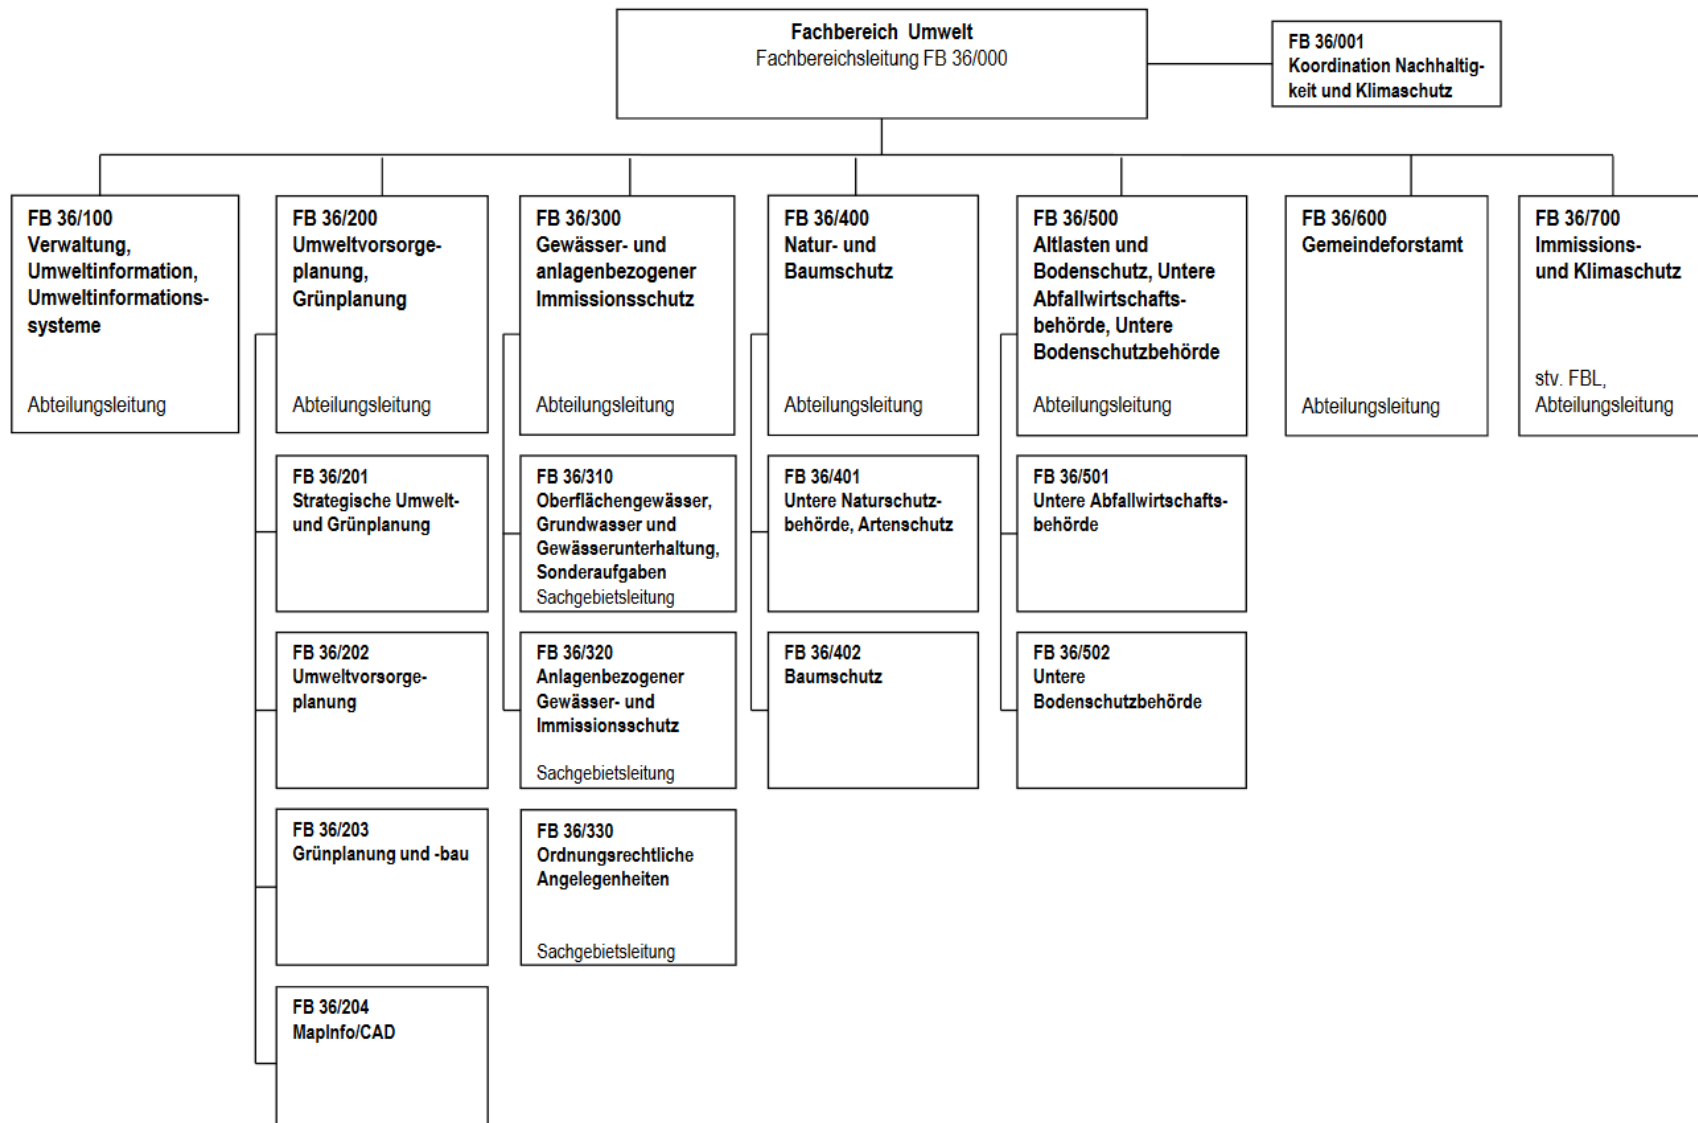 Fachbereich Umwelt
Fachbereichsleitung FB 36/000
FB 36/001
Koordination Nachhaltig-
keit und Klimaschutz
FB 36/100
Verwaltung,
Umweltinformation,
Umweltinformations-
systeme
Abteilungsleitung
FB 36/200
Umweltvorsorge-
planung,
Grünplanung
Abteilungsleitung
FB 36/300
Gewässer- und
anlagenbezogener
Immissionsschutz
Abteilungsleitung
FB 36/400
Natur- und
Baumschutz
Abteilungsleitung
FB 36/500
Altlasten und
Bodenschutz, Untere
Abfallwirtschafts-
behörde, Untere
Bodenschutzbehörde
Abteilungsleitung
FB 36/600
Gemeindeforstamt
Abteilungsleitung
FB 36/700
Immissions-
und Klimaschutz
stv. FBL,
Abteilungsleitung
FB 36/201
Strategische Umwelt-
und Grünplanung
FB 36/310
Oberflächengewässer,
Grundwasser und
Gewässerunterhaltung,
Sonderaufgaben
Sachgebietsleitung
FB 36/401
Untere Naturschutz-
behörde, Artenschutz
FB 36/501
Untere Abfallwirtschafts-
behörde
FB 36/202
Umweltvorsorge-
planung
FB 36/320
Anlagenbezogener
Gewässer- und
Immissionsschutz
Sachgebietsleitung
FB 36/402
Baumschutz
FB 36/502
Untere
Bodenschutzbehörde
FB 36/203
Grünplanung und -bau
FB 36/330
Ordnungsrechtliche
Angelegenheiten
Sachgebietsleitung
FB 36/204
MapInfo/CAD